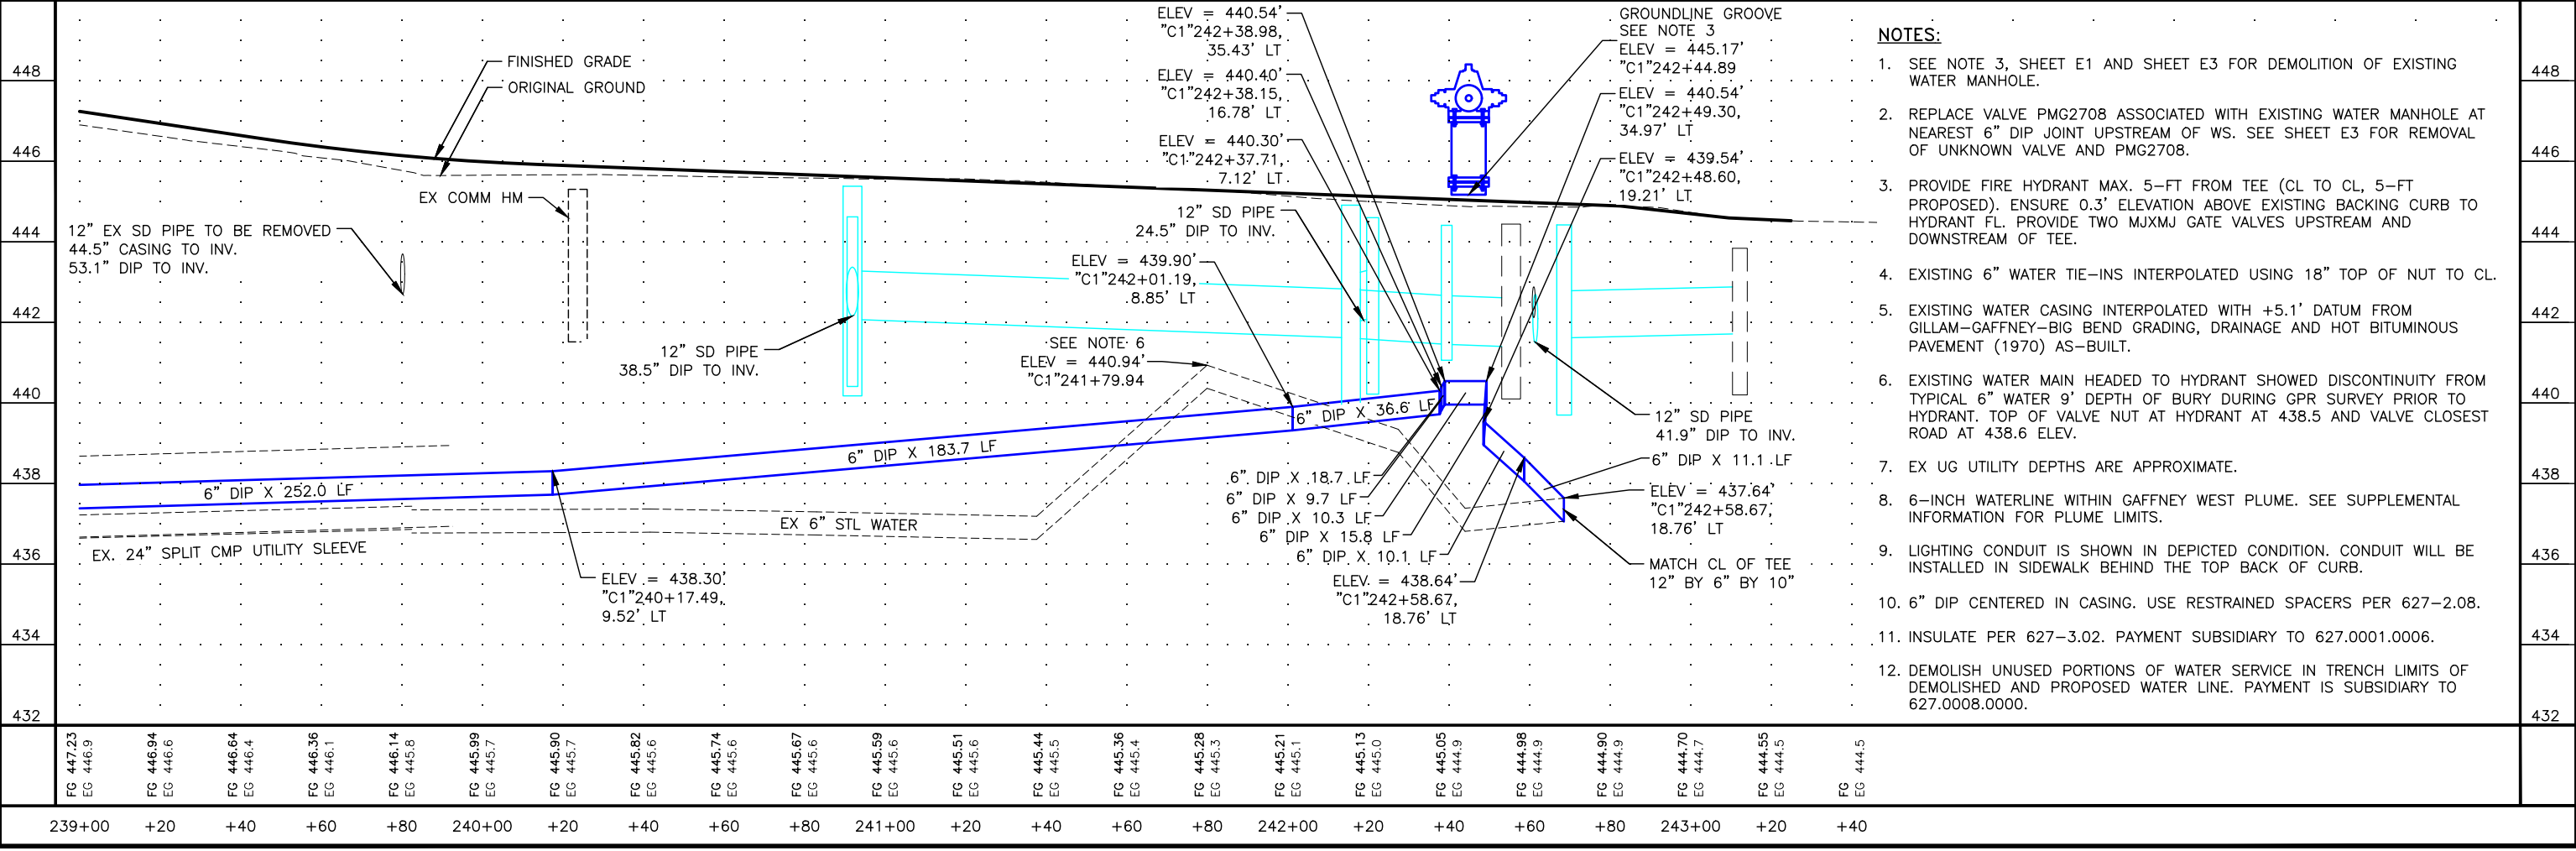 448
446
444
442
440
438
436
434
432
FINISHED GRADE
ORIGINAL GROUND
EX COMM HM
12” EX SD PIPE TO BE REMOVED
44.5” CASING TO INV.
53.1” DIP TO INV.
12” SD PIPE
38.5” DIP TO INV.
ELEV = 440.54’
”C1”242+38.98,
35.43’ LT
ELEV = 440.40’
”C1”242+38.15,
16.78’ LT
ELEV = 440.30’
”C1”242+37.71,
7.12’ LT
12” SD PIPE
24.5” DIP TO INV.
ELEV = 439.90’
”C1”242+01.19,
8.85’ LT
SEE NOTE 6
ELEV = 440.94’
”C1”241+79.94
GROUNDLINE GROOVE
SEE NOTE 3
ELEV = 445.17’
”C1”242+44.89
ELEV = 440.54’
”C1”242+49.30,
34.97’ LT
ELEV = 439.54’
”C1”242+48.60,
19.21’ LT
6” DIP X 252.0 LF
6” DIP X 183.7 LF
6” DIP X 36.6 LF
EX 6” STL WATER
EX. 24” SPLIT CMP UTILITY SLEEVE
ELEV = 438.30’
”C1”240+17.49,
9.52’ LT
6” DIP X 18.7 LF
6” DIP X 9.7 LF
6” DIP X 10.3 LF
6” DIP X 15.8 LF
6” DIP X 10.1 LF
ELEV = 438.64’
”C1”242+58.67,
18.76’ LT
12” SD PIPE
41.9” DIP TO INV.
6” DIP X 11.1 LF
ELEV = 437.64’
”C1”242+58.67,
18.76’ LT
MATCH CL OF TEE
12” BY 6” BY 10”
NOTES:
1. SEE NOTE 3, SHEET E1 AND SHEET E3 FOR DEMOLITION OF EXISTING
WATER MANHOLE.
2. REPLACE VALVE PMG2708 ASSOCIATED WITH EXISTING WATER MANHOLE AT
NEAREST 6” DIP JOINT UPSTREAM OF WS. SEE SHEET E3 FOR REMOVAL
OF UNKNOWN VALVE AND PMG2708.
3. PROVIDE FIRE HYDRANT MAX. 5–FT FROM TEE (CL TO CL, 5–FT
PROPOSED). ENSURE 0.3’ ELEVATION ABOVE EXISTING BACKING CURB TO
HYDRANT FL. PROVIDE TWO MJXMJ GATE VALVES UPSTREAM AND
DOWNSTREAM OF TEE.
4. EXISTING 6” WATER TIE–INS INTERPOLATED USING 18” TOP OF NUT TO CL.
5. EXISTING WATER CASING INTERPOLATED WITH +5.1’ DATUM FROM
GILLAM–GAFFNEY–BIG BEND GRADING, DRAINAGE AND HOT BITUMINOUS
PAVEMENT (1970) AS–BUILT.
6. EXISTING WATER MAIN HEADED TO HYDRANT SHOWED DISCONTINUITY FROM
TYPICAL 6” WATER 9’ DEPTH OF BURY DURING GPR SURVEY PRIOR TO
HYDRANT. TOP OF VALVE NUT AT HYDRANT AT 438.5 AND VALVE CLOSEST
ROAD AT 438.6 ELEV.
7. EX UG UTILITY DEPTHS ARE APPROXIMATE.
8. 6–INCH WATERLINE WITHIN GAFFNEY WEST PLUME. SEE SUPPLEMENTAL
INFORMATION FOR PLUME LIMITS.
9. LIGHTING CONDUIT IS SHOWN IN DEPICTED CONDITION. CONDUIT WILL BE
INSTALLED IN SIDEWALK BEHIND THE TOP BACK OF CURB.
10. 6” DIP CENTERED IN CASING. USE RESTRAINED SPACERS PER 627–2.08.
11. INSULATE PER 627–3.02. PAYMENT SUBSIDIARY TO 627.0001.0006.
12. DEMOLISH UNUSED PORTIONS OF WATER SERVICE IN TRENCH LIMITS OF
DEMOLISHED AND PROPOSED WATER LINE. PAYMENT IS SUBSIDIARY TO
627.0008.0000.
448
446
444
442
440
438
436
434
432
FG 447.23
EG 446.9
FG 446.94
EG 446.6
FG 446.64
EG 446.4
FG 446.36
EG 446.1
FG 446.14
EG 445.8
FG 445.99
EG 445.7
FG 445.90
EG 445.7
FG 445.82
EG 445.6
FG 445.74
EG 445.6
FG 445.67
EG 445.6
FG 445.59
EG 445.6
FG 445.51
EG 445.6
FG 445.44
EG 445.5
FG 445.36
EG 445.4
FG 445.28
EG 445.3
FG 445.21
EG 445.1
FG 445.13
EG 445.0
FG 445.05
EG 444.9
FG 444.98
EG 444.9
FG 444.90
EG 444.9
FG 444.70
EG 444.7
FG 444.55
EG 444.5
FG
EG 444.5
239+00 +20 +40 +60 +80 240+00 +20 +40 +60 +80 241+00 +20 +40 +60 +80 242+00 +20 +40 +60 +80 243+00 +20 +40